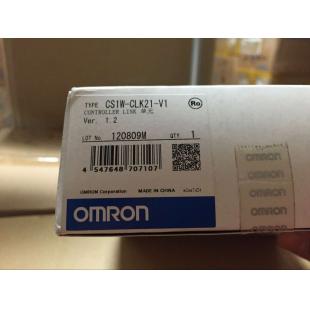 TYPE CS1W-CLK21-V1
CONTROLLER LINK 单元
Ver. 1.2
Ro
LOT No. 120809M QTY 1
4 547648 707107
OMRON Corporation MADE IN CHINA
OMRON
OMRON
OMRON
OMRON
OMRON